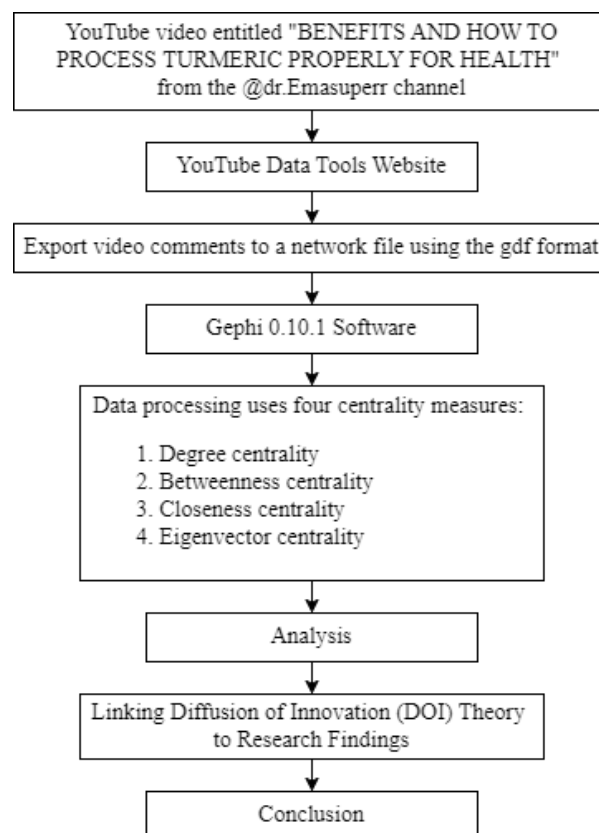 YouTube video entitled "BENEFITS AND HOW TO
PROCESS TURMERIC PROPERLY FOR HEALTH"
from the @dr.Emasuperr channel
YouTube Data Tools Website
Export video comments to a network file using the gdf format
Gephi 0.10.1 Software
Data processing uses four centrality measures:
1. Degree centrality
2. Betweenness centrality
3. Closeness centrality
4. Eigenvector centrality
Analysis
Linking Diffusion of Innovation (DOI) Theory
to Research Findings
Conclusion